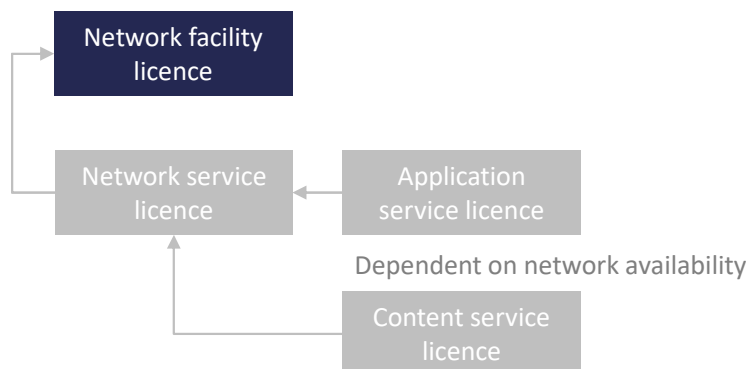 Network facility
licence
Network service
licence
Application
service licence
Dependent on network availability
Content service
licence